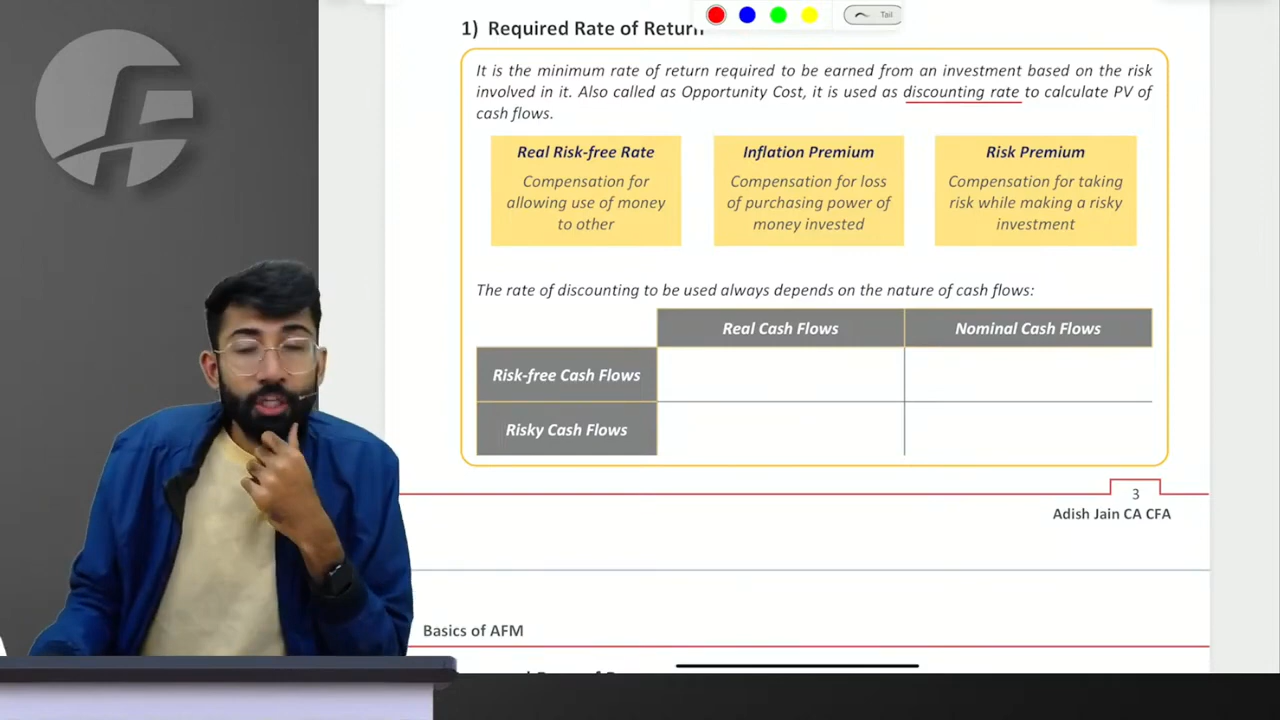 Tail
1) Required Rate of Return
It is the minimum rate of return required to be earned from an investment based on the risk
involved in it. Also called as Opportunity Cost, it is used as discounting rate to calculate PV of
cash flows.
Real Risk-free Rate
Compensation for
allowing use of money
to other
Inflation Premium
Compensation for loss
of purchasing power of
money invested
Risk Premium
Compensation for taking
risk while making a risky
investment
The rate of discounting to be used always depends on the nature of cash flows:
Real Cash Flows
Nominal Cash Flows
Risk-free Cash Flows
Risky Cash Flows
3
Adish Jain CA CFA
Basics of AFM